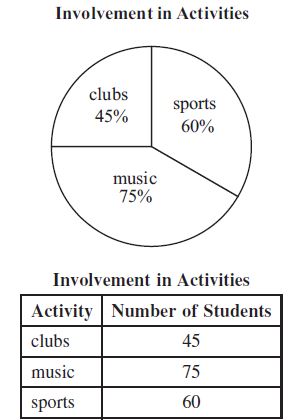 Involvement in Activities
clubs
45%
sports
60%
music
75%
Involvement in Activities
Activity Number of Students
clubs 45
music 75
sports 60